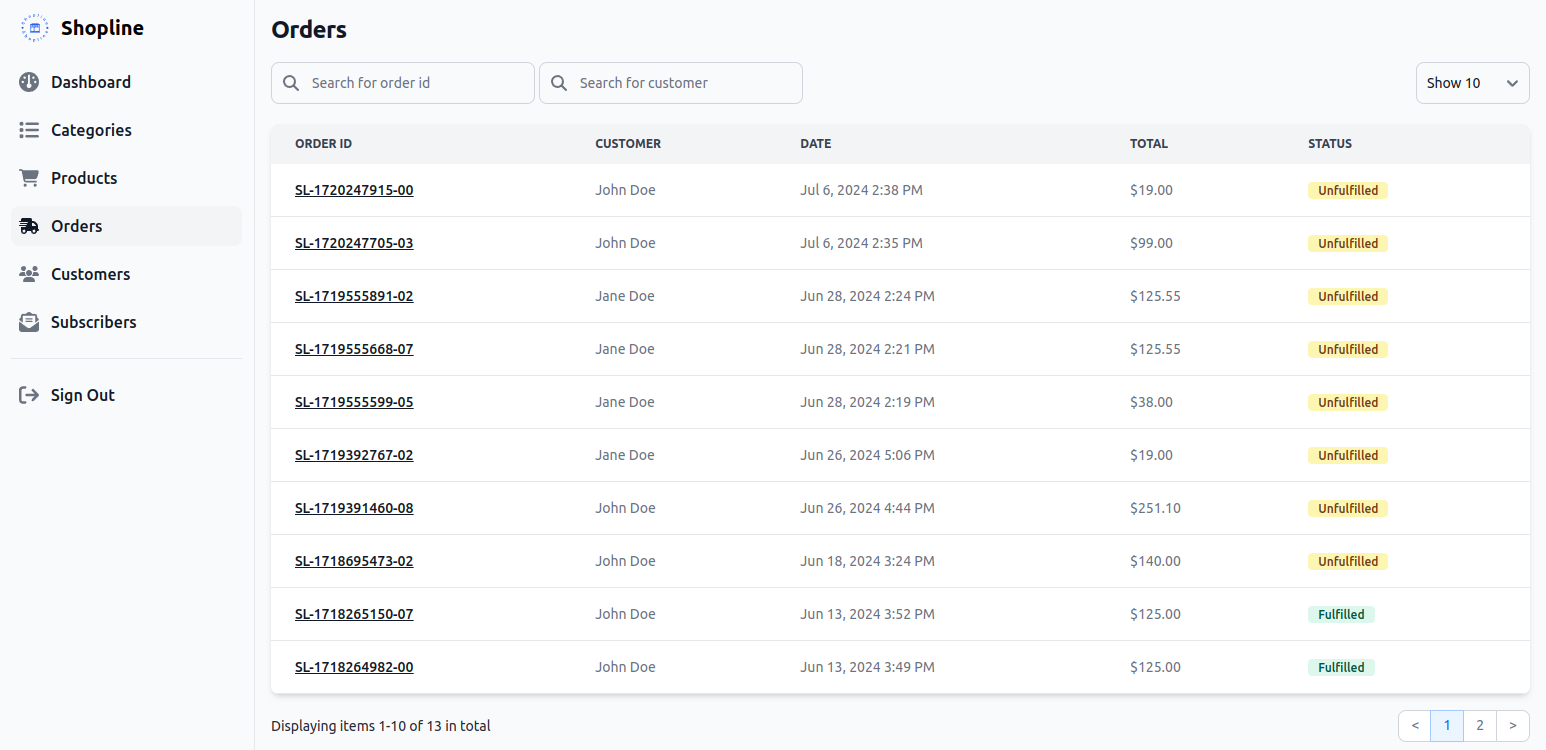 Shopline
Dashboard
Categories
Products
Orders
Customers
Subscribers
Sign Out
Orders
Search for order id Search for customer Show 10
ORDER ID CUSTOMER DATE TOTAL STATUS
SL-1720247915-00 John Doe Jul 6, 2024 2:38 PM $19.00 Unfulfilled
SL-1720247705-03 John Doe Jul 6, 2024 2:35 PM $99.00 Unfulfilled
SL-1719555891-02 Jane Doe Jun 28, 2024 2:24 PM $125.55 Unfulfilled
SL-1719555668-07 Jane Doe Jun 28, 2024 2:21 PM $125.55 Unfulfilled
SL-1719555599-05 Jane Doe Jun 28, 2024 2:19 PM $38.00 Unfulfilled
SL-1719392767-02 Jane Doe Jun 26, 2024 5:06 PM $19.00 Unfulfilled
SL-1719391460-08 John Doe Jun 26, 2024 4:44 PM $251.10 Unfulfilled
SL-1718695473-02 John Doe Jun 18, 2024 3:24 PM $140.00 Unfulfilled
SL-1718265150-07 John Doe Jun 13, 2024 3:52 PM $125.00 Fulfilled
SL-1718264982-00 John Doe Jun 13, 2024 3:49 PM $125.00 Fulfilled
Displaying items 1-10 of 13 in total < 1 2 >